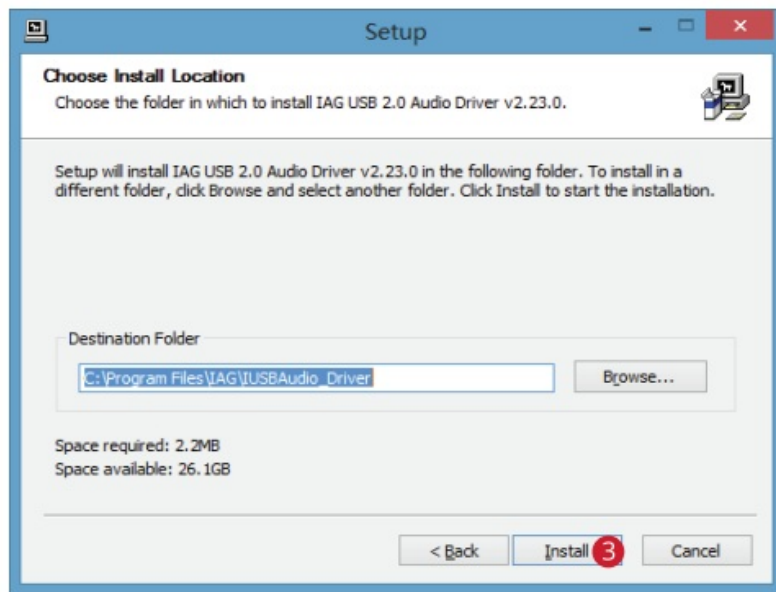 Setup
Choose Install Location
Choose the folder in which to install IAG USB 2.0 Audio Driver v2.23.0.
Setup will install IAG USB 2.0 Audio Driver v2.23.0 in the following folder. To install in a
different folder, click Browse and select another folder. Click Install to start the installation.
Destination Folder
C:\Program Files\IAG\IUSBAudio_Driver
Browse...
Space required: 2.2MB
Space available: 26.1GB
< Back Install 3 Cancel